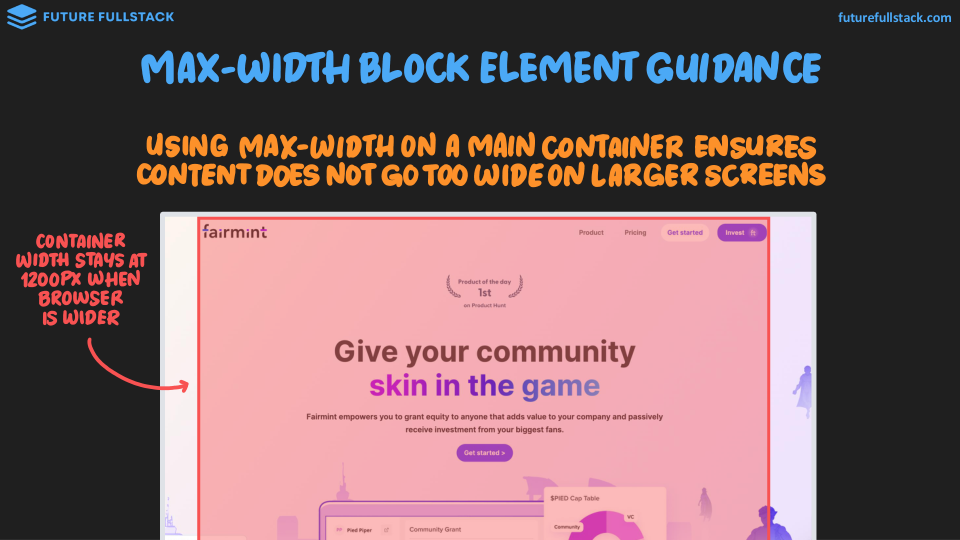 FUTURE FULLSTACK
futurefullstack.com
MAX-WIDTH BLOCK ELEMENT GUIDANCE
USING MAX-WIDTH ON A MAIN CONTAINER ENSURES
CONTENT DOES NOT GO TOO WIDE ON LARGER SCREENS
CONTAINER
WIDTH STAYS AT
1200PX WHEN
BROWSER
IS WIDER
fairmint
Product Pricing Get started Invest
Product of the day
1st
on Product Hunt
Give your community
skin in the game
Fairmint empowers you to grant equity to anyone that adds value to your company and passively
receive investment from your biggest fans.
Get started >
$PIED Cap Table
VC
Community
Pied Piper
Community Grant